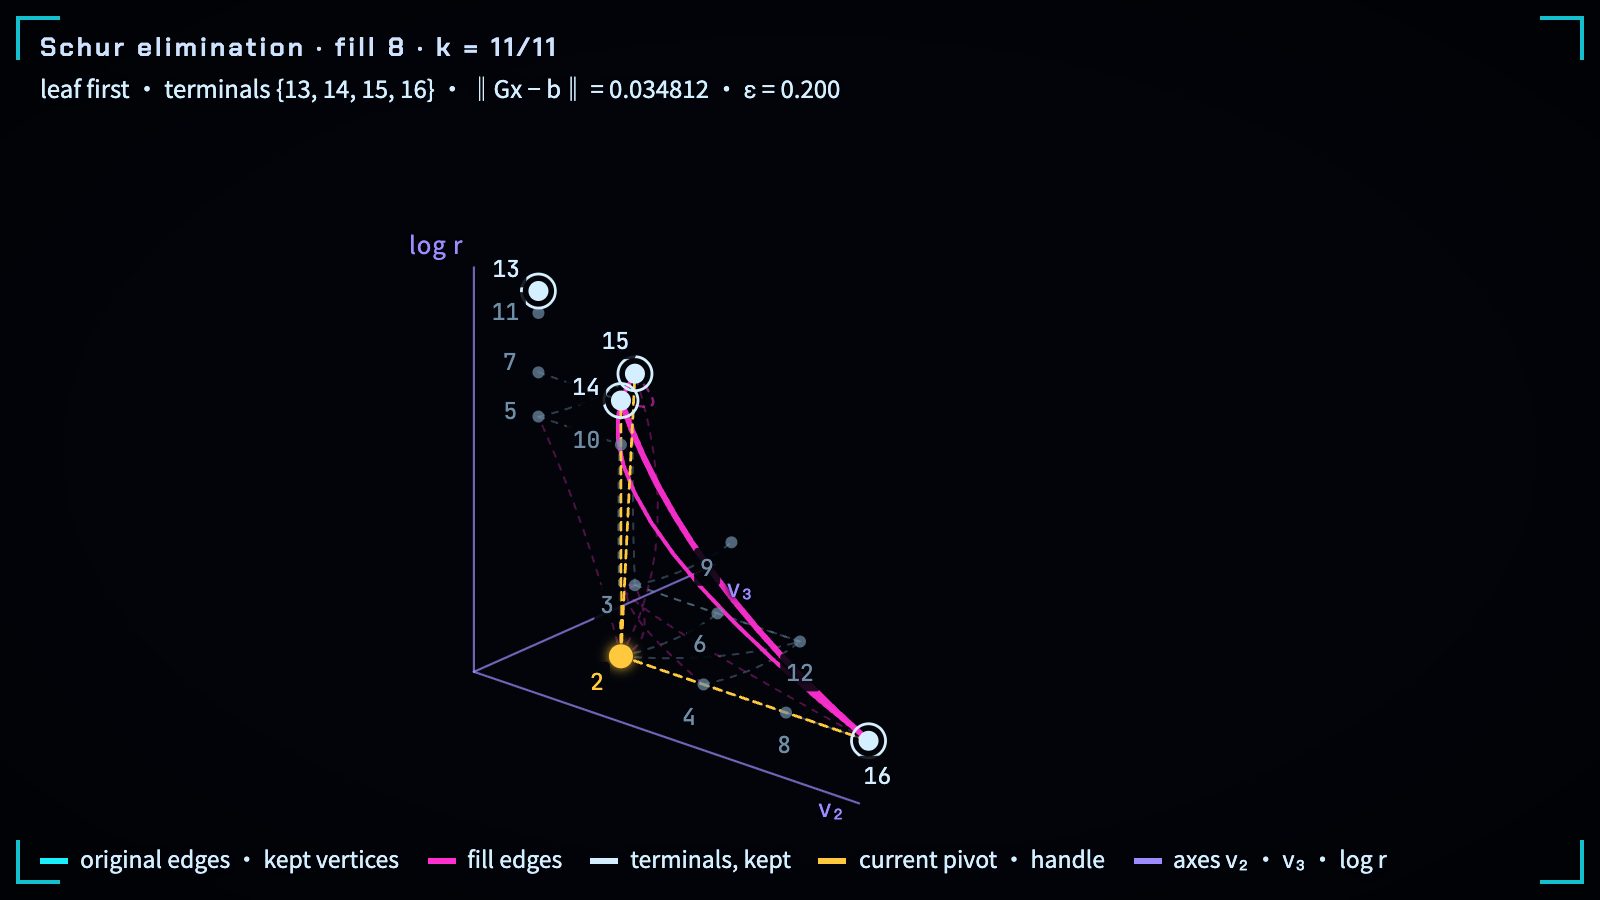 Schur elimination · fill 8 · k = 11/11
leaf first • terminals {13, 14, 15, 16} • ‖ Gx − b ‖ = 0.034812 • ε = 0.200
log r
13
11
15
7
14
5
10
9
v₃
3
6
12
2
4
8
16
v₂
original edges • kept vertices
fill edges
terminals, kept
current pivot • handle
axes v₂ • v₃ • log r